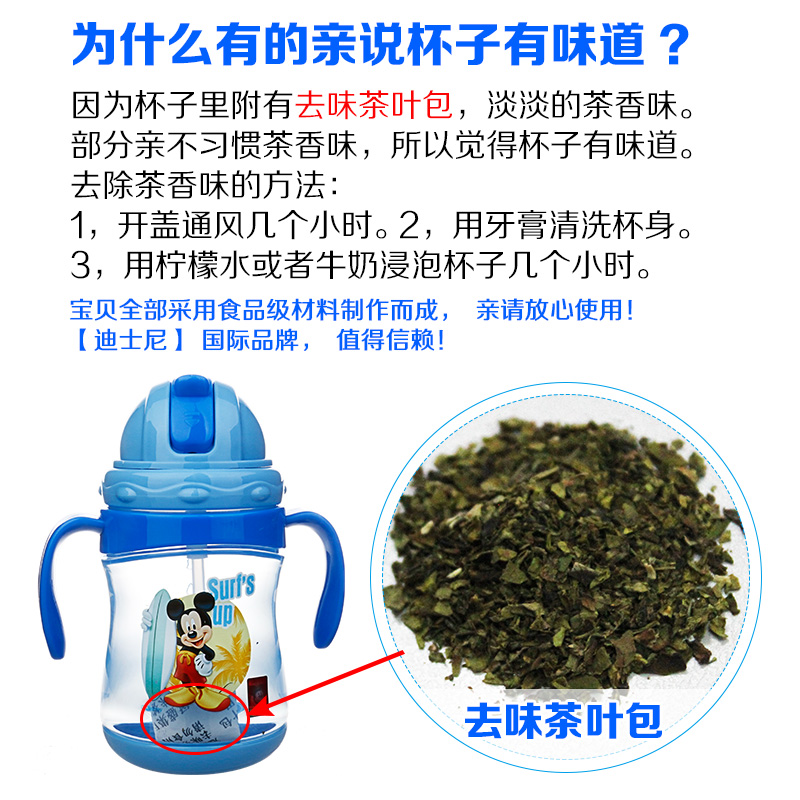 为什么有的亲说杯子有味道？
因为杯子里附有去味茶叶包，淡淡的茶香味。
部分亲不习惯茶香味，所以觉得杯子有味道。
去除茶香味的方法：
1，开盖通风几个小时。2，用牙膏清洗杯身。
3，用柠檬水或者牛奶浸泡杯子几个小时。
宝贝全部采用食品级材料制作而成， 亲请放心使用！
【迪士尼】国际品牌， 值得信赖！
Surf's
up
去味茶叶包